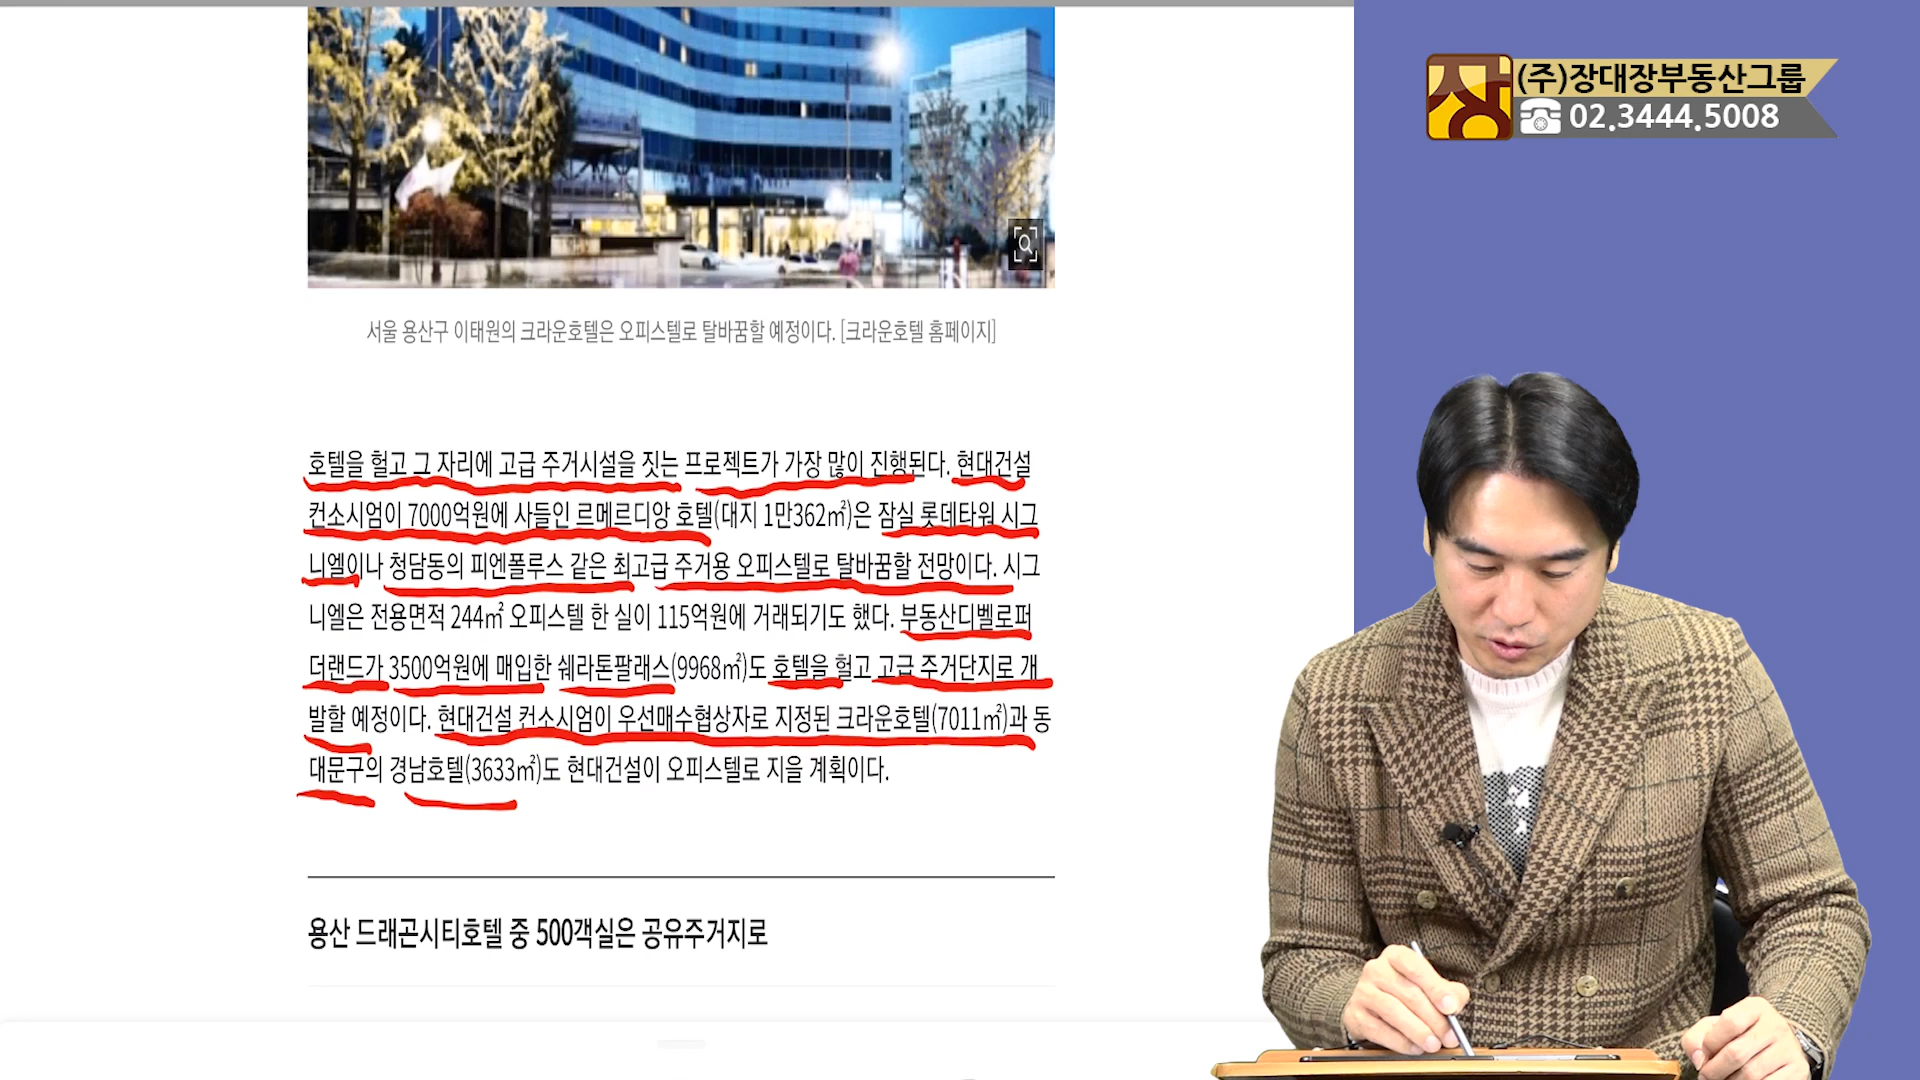 (주)장대장부동산그룹
02.3444.5008
서울 용산구 이태원의 크라운호텔은 오피스텔로 탈바꿈할 예정이다. [크라운호텔 홈페이지]
호텔을 헐고 그 자리에 고급 주거시설을 짓는 프로젝트가 가장 많이 진행된다. 현대건설
컨소시엄이 7000억원에 사들인 르메르디앙 호텔(대지 1만362㎡)은 잠실 롯데타워 시그
니엘이나 청담동의 피엔폴루스 같은 최고급 주거용 오피스텔로 탈바꿈할 전망이다. 시그
니엘은 전용면적 244㎡ 오피스텔 한 실이 115억원에 거래되기도 했다. 부동산디벨로퍼
더랜드가 3500억원에 매입한 쉐라톤팔래스(9968㎡)도 호텔을 헐고 고급 주거단지로 개
발할 예정이다. 현대건설 컨소시엄이 우선매수협상자로 지정된 크라운호텔(7011㎡)과 동
대문구의 경남호텔(3633㎡)도 현대건설이 오피스텔로 지을 계획이다.
용산 드래곤시티호텔 중 500객실은 공유주거지로